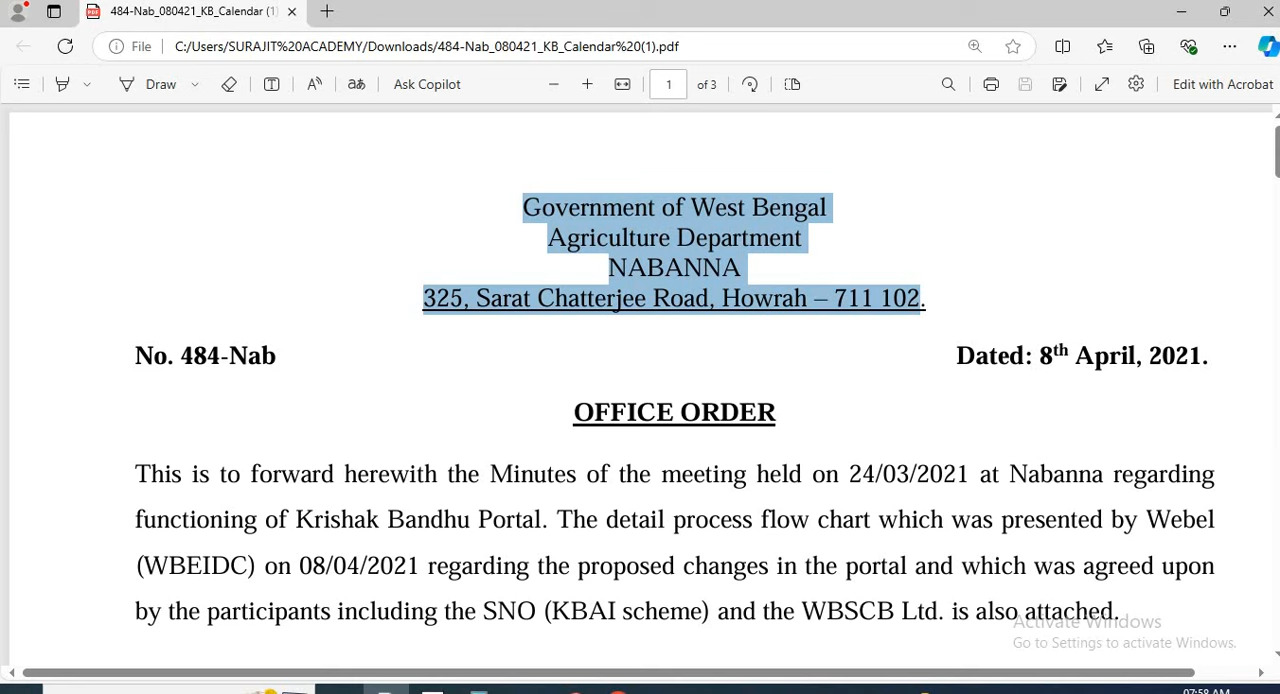 484-Nab_080421_KB_Calendar (1)
File C:/Users/SURAJIT%20ACADEMY/Downloads/484-Nab_080421_KB_Calendar%20(1).pdf
Draw Ask Copilot 1 of 3 Edit with Acrobat
Government of West Bengal
Agriculture Department
NABANNA
325, Sarat Chatterjee Road, Howrah – 711 102.
No. 484-Nab Dated: 8th April, 2021.
OFFICE ORDER
This is to forward herewith the Minutes of the meeting held on 24/03/2021 at Nabanna regarding
functioning of Krishak Bandhu Portal. The detail process flow chart which was presented by Webel
(WBEIDC) on 08/04/2021 regarding the proposed changes in the portal and which was agreed upon
by the participants including the SNO (KBAI scheme) and the WBSCB Ltd. is also attached.
Activate Windows
Go to Settings to activate Windows.
07:58 AM